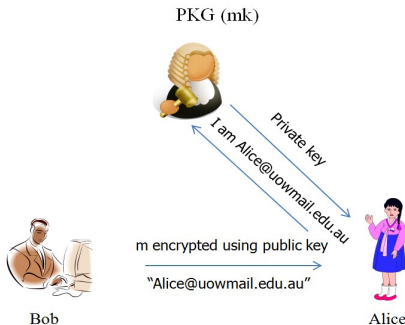 PKG (mk)
Private key
I am Alice@uowmail.edu.au
m encrypted using public key
“Alice@uowmail.edu.au”
Bob
Alice